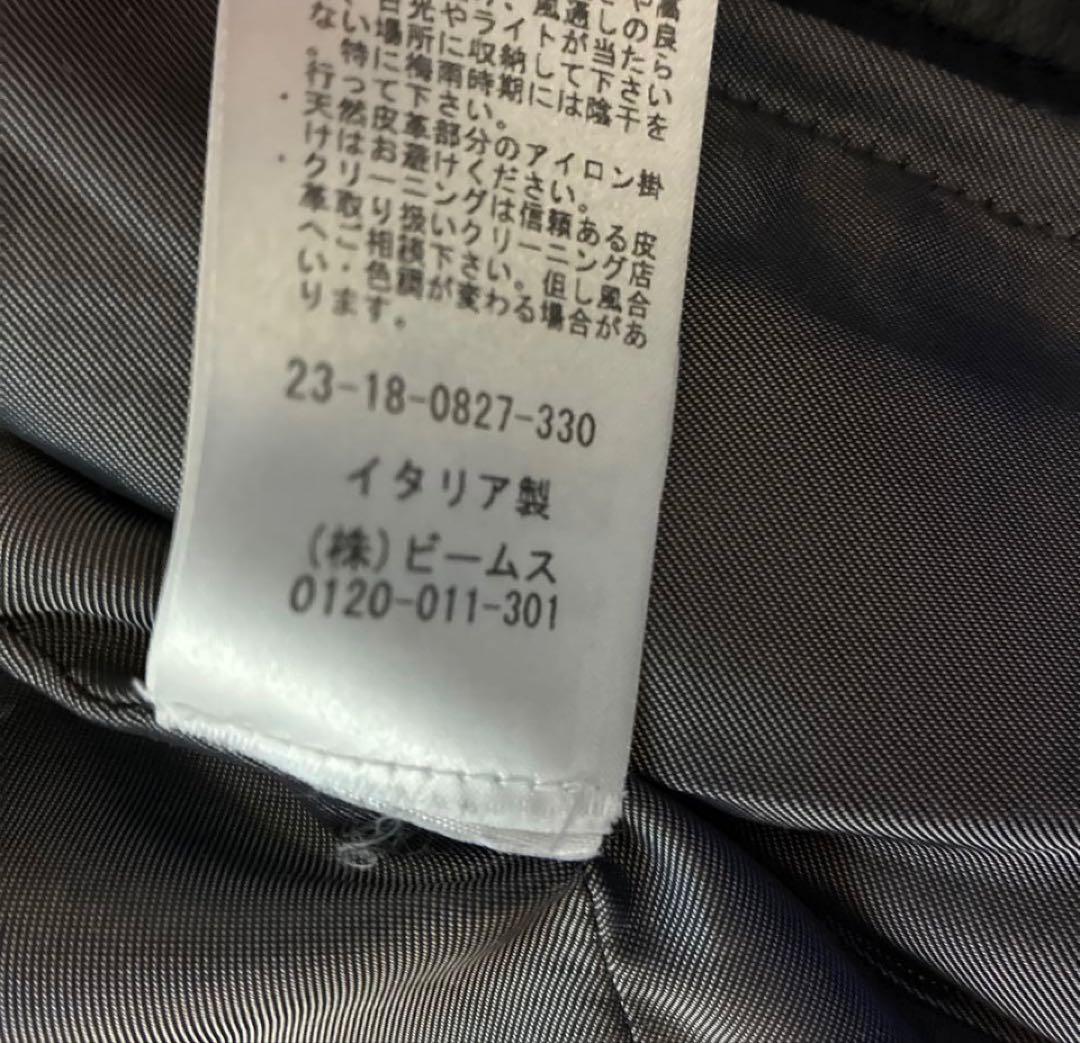 ない場所に収納して下さい
。特に梅雨時期には陰干を
行って下さい。
・天然皮革部分のアイロン掛
けはお避けください。
・クリーニングは信頼ある皮
革取り扱いクリーニング店
へご相談下さい。但し風合
い・色調が変わる場合があ
ります。
23-18-0827-330
イタリア製
(株)ビームス
0120-011-301